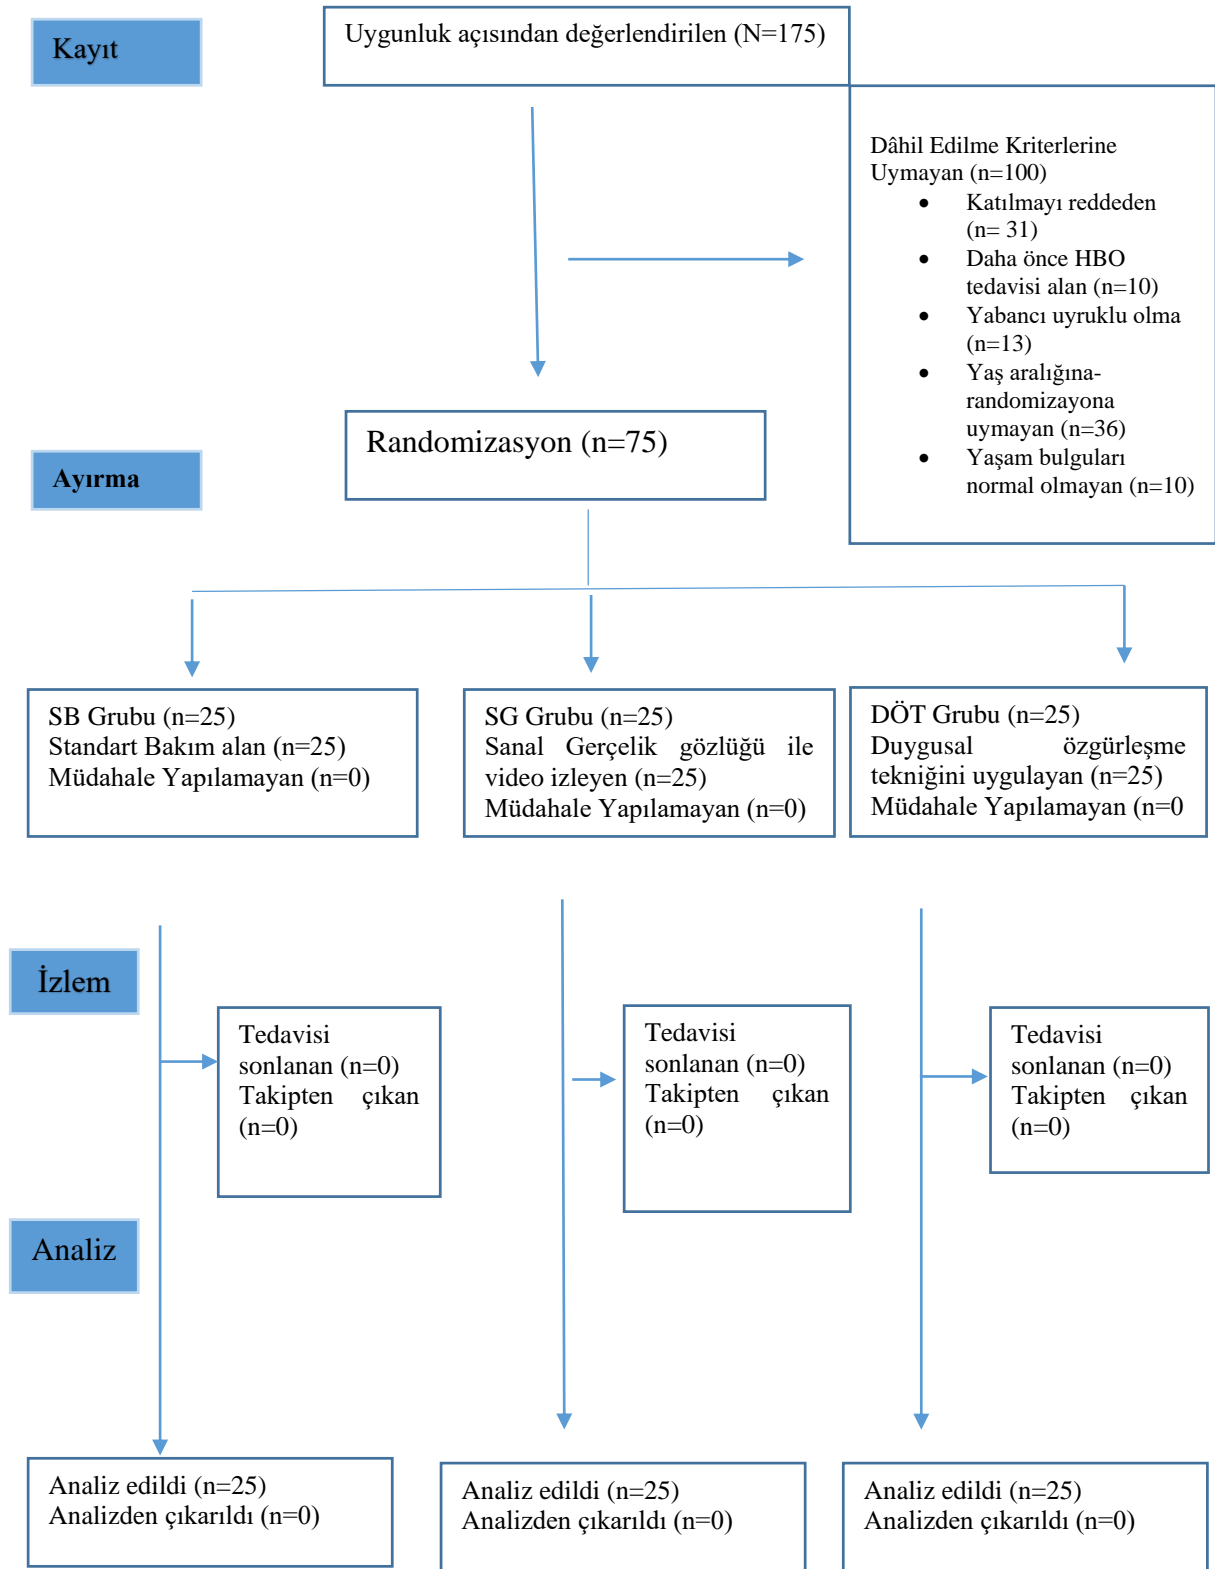 Kayıt
Uygunluk açısından değerlendirilen (N=175)
Dâhil Edilme Kriterlerine
Uymayan (n=100)
• Katılmayı reddeden
(n= 31)
• Daha önce HBO
tedavisi alan (n=10)
• Yabancı uyruklu olma
(n=13)
• Yaş aralığına-
randomizayona
uymayan (n=36)
• Yaşam bulguları
normal olmayan (n=10)
Randomizasyon (n=75)
Ayırma
SB Grubu (n=25)
Standart Bakım alan (n=25)
Müdahale Yapılamayan (n=0)
SG Grubu (n=25)
Sanal Gerçelik gözlüğü ile
video izleyen (n=25)
Müdahale Yapılamayan (n=0)
DÖT Grubu (n=25)
Duygusal özgürleşme
tekniğini uygulayan (n=25)
Müdahale Yapılamayan (n=0
İzlem
Tedavisi
sonlanan (n=0)
Takipten çıkan
(n=0)
Tedavisi
sonlanan (n=0)
Takipten çıkan
(n=0)
Tedavisi
sonlanan (n=0)
Takipten çıkan
(n=0)
Analiz
Analiz edildi (n=25)
Analizden çıkarıldı (n=0)
Analiz edildi (n=25)
Analizden çıkarıldı (n=0)
Analiz edildi (n=25)
Analizden çıkarıldı (n=0)